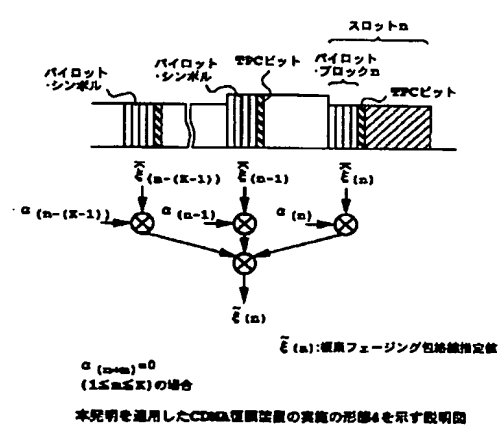 スロットn
パイロット
・シンボル
パイロット
・シンボル
TPCビット
パイロット
・ブロックn
TPCビット
ξ̂(n-(K-1))
ξ̂(n-1)
ξ̂(n)
α(n-(K-1))
α(n-1)
α(n)
ξ̃(n)
ξ̃(n):複素フェージング包絡線推定値
α(n+m)=0
(1≦m≦K)の場合
本発明を適用したCDMA復調装置の実施の形態4を示す説明図